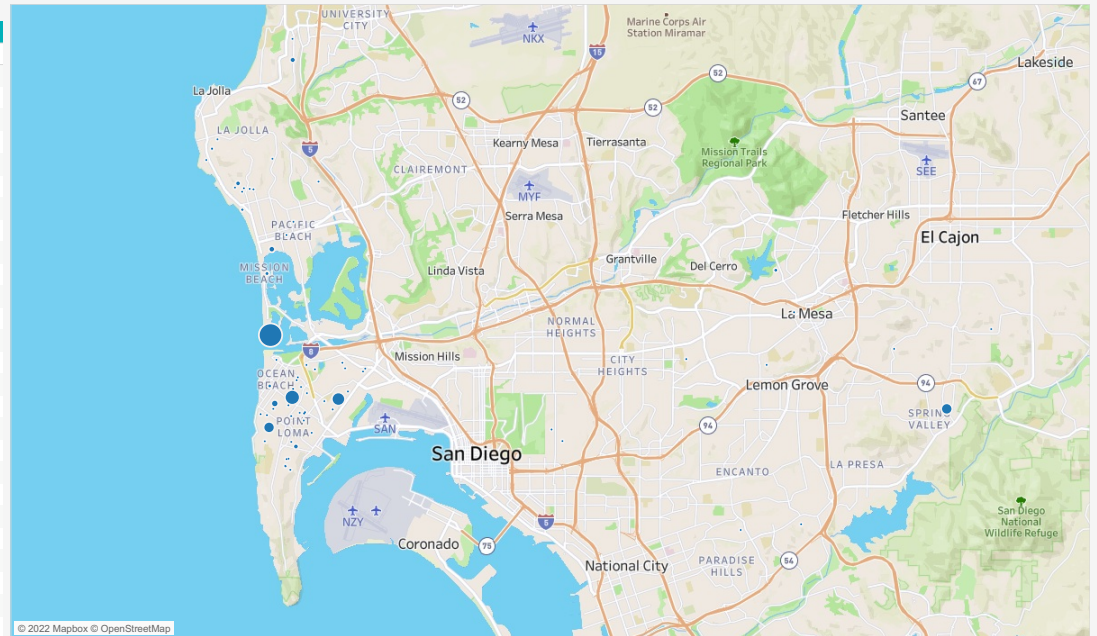 UNIVERSITY
CITY
NKX
Marine Corps Air
Station Miramar
15
Lakeside
52
67
La Jolla
52
52
Santee
LA JOLLA
5
Kearny Mesa
Tierrasanta
Mission Trails
Regional Park
SEE
CLAIREMONT
MYF
Serra Mesa
Fletcher Hills
PACIFIC
BEACH
El Cajon
Grantville
Del Cerro
MISSION
BEACH
Linda Vista
La Mesa
NORMAL
HEIGHTS
8
Mission Hills
CITY
HEIGHTS
OCEAN
BEACH
Lemon Grove
94
SPRING
VALLEY
POINT
LOMA
SAN
94
San Diego
ENCANTO
LA PRESA
NZY
5
San Diego
National
Wildlife Refuge
Coronado
75
National City
PARADISE
HILLS
54
© 2022 Mapbox © OpenStreetMap